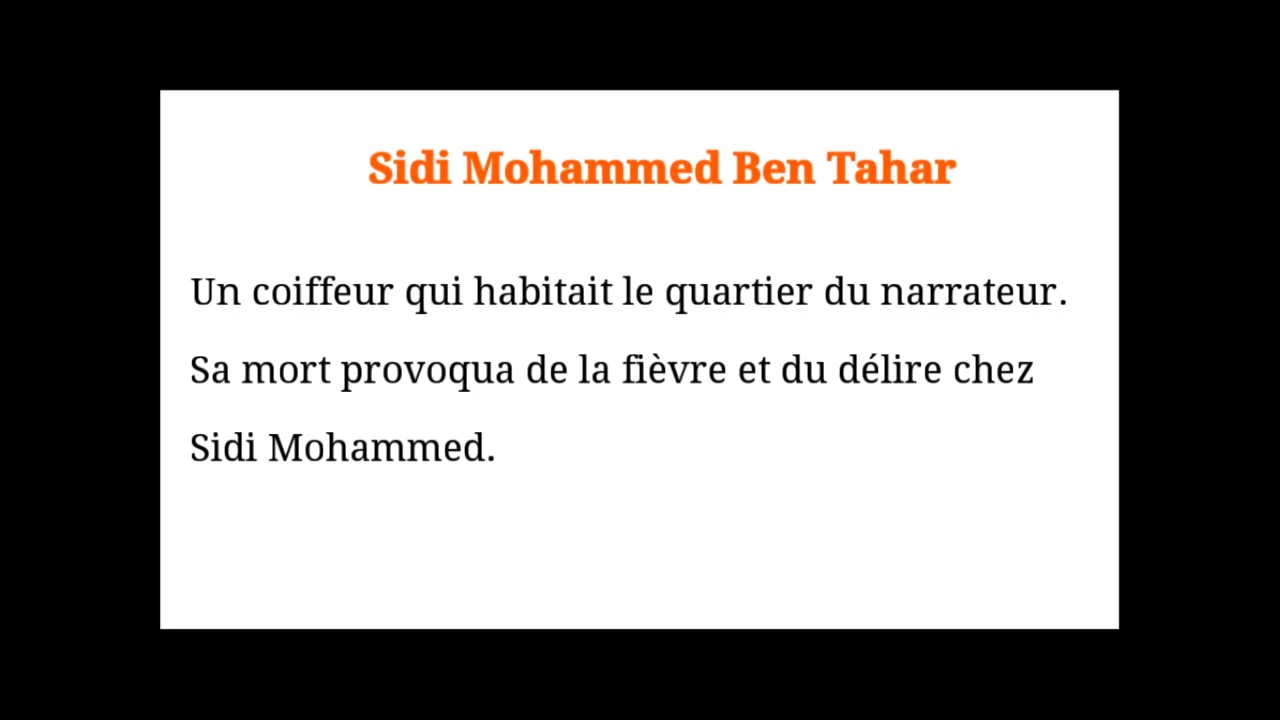 Sidi Mohammed Ben Tahar
Un coiffeur qui habitait le quartier du narrateur.
Sa mort provoqua de la fièvre et du délire chez
Sidi Mohammed.